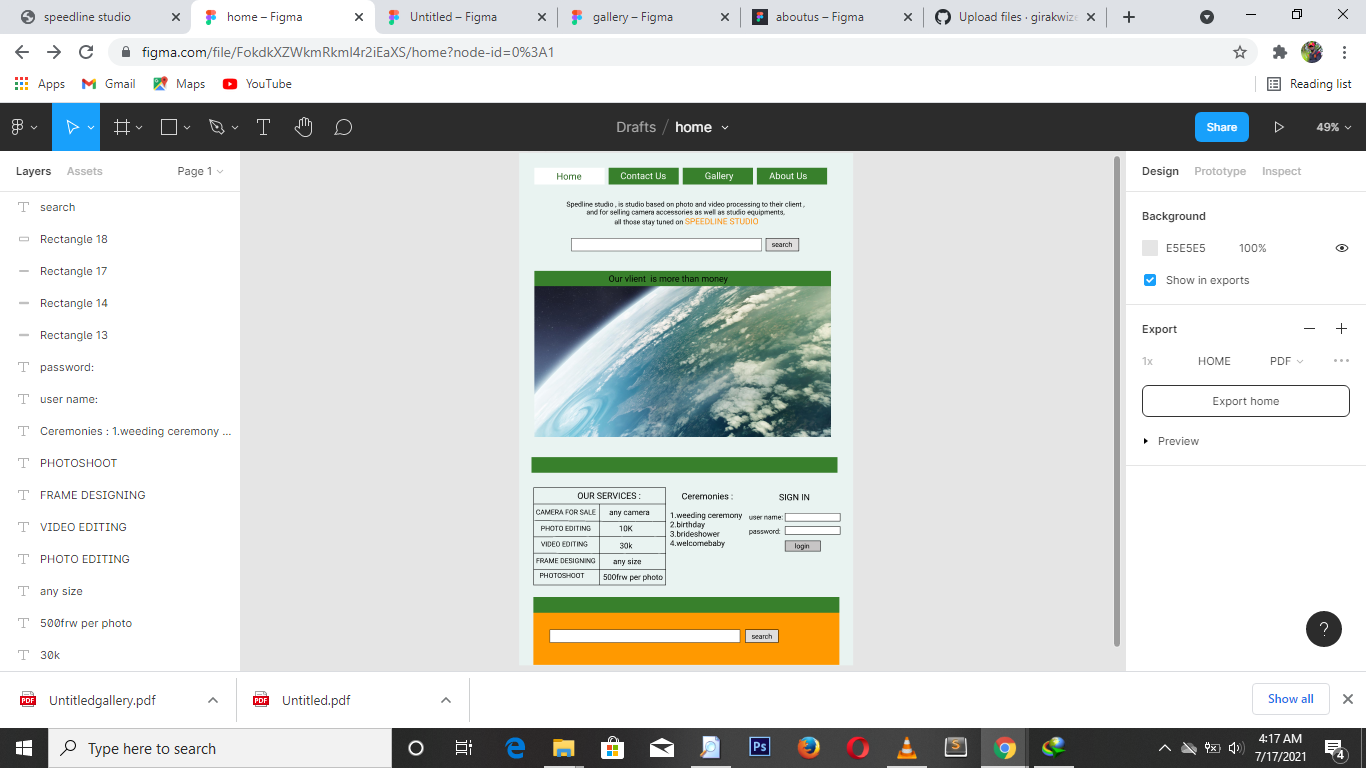 speedline studio
home – Figma
Untitled – Figma
gallery – Figma
aboutus – Figma
Upload files · girakwize
figma.com/file/FokdkXZWkmRkml4r2iEaXS/home?node-id=0%3A1
Apps
Gmail
Maps
YouTube
Reading list
Drafts / home
Share
49%
Layers
Assets
Page 1
search
Rectangle 18
Rectangle 17
Rectangle 14
Rectangle 13
password:
user name:
Ceremonies : 1.weeding ceremony ...
PHOTOSHOOT
FRAME DESIGNING
VIDEO EDITING
PHOTO EDITING
any size
500frw per photo
30k
Home
Contact Us
Gallery
About Us
Spedline studio , is studio based on photo and video processing to their client ,
and for selling camera accessories as well as studio equipments,
all those stay tuned on SPEEDLINE STUDIO
search
Our vlient is more than money
OUR SERVICES :
CAMERA FOR SALE any camera
PHOTO EDITING 10K
VIDEO EDITING 30k
FRAME DESIGNING any size
PHOTOSHOOT 500frw per photo
Ceremonies :
1.weeding ceremony
2.birthday
3.brideshower
4.welcomebaby
SIGN IN
user name:
password:
login
search
Design
Prototype
Inspect
Background
E5E5E5 100%
Show in exports
Export
1x HOME PDF
Export home
Preview
?
PDF
Untitledgallery.pdf
PDF
Untitled.pdf
Show all
Type here to search
Ps
S
4:17 AM
7/17/2021
4